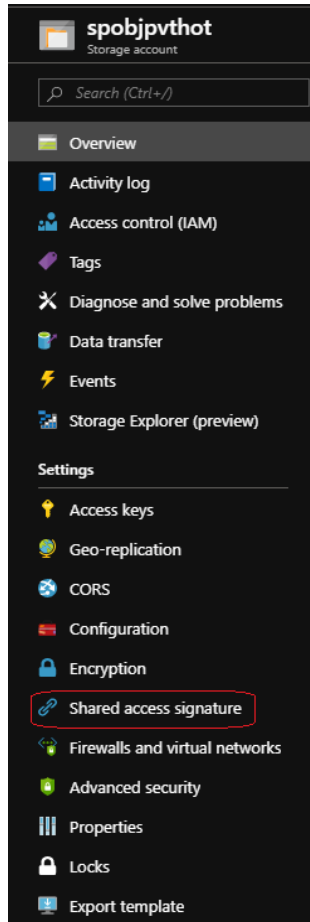 spobjpvthot
Storage account
Search (Ctrl+/)
Overview
Activity log
Access control (IAM)
Tags
Diagnose and solve problems
Data transfer
Events
Storage Explorer (preview)
Settings
Access keys
Geo-replication
CORS
Configuration
Encryption
Shared access signature
Firewalls and virtual networks
Advanced security
Properties
Locks
Export template